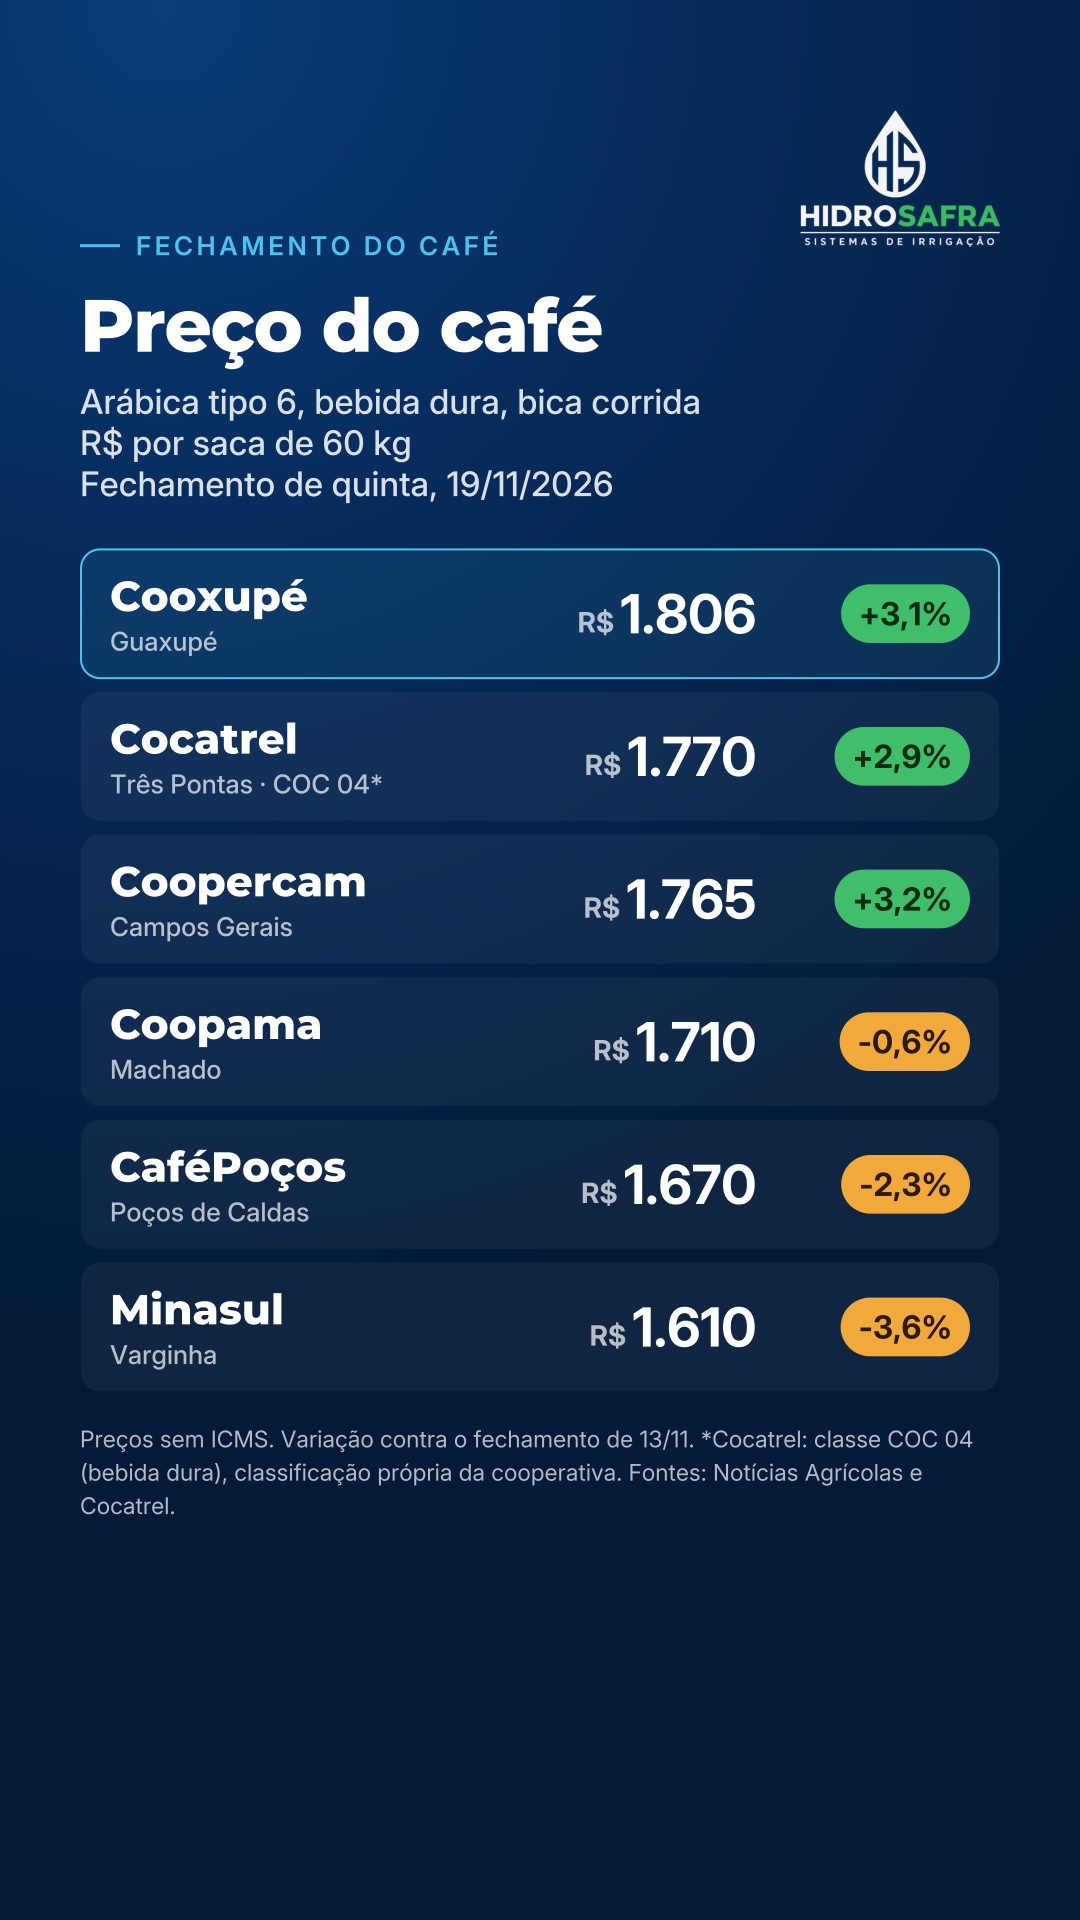 HS
HIDROSAFRA
SISTEMAS DE IRRIGAÇÃO
FECHAMENTO DO CAFÉ
Preço do café
Arábica tipo 6, bebida dura, bica corrida
R$ por saca de 60 kg
Fechamento de quinta, 19/11/2026
Cooxupé
Guaxupé
R$ 1.806
+3,1%
Cocatrel
Três Pontas · COC 04*
R$ 1.770
+2,9%
Coopercam
Campos Gerais
R$ 1.765
+3,2%
Coopama
Machado
R$ 1.710
-0,6%
CaféPoços
Poços de Caldas
R$ 1.670
-2,3%
Minasul
Varginha
R$ 1.610
-3,6%
Preços sem ICMS. Variação contra o fechamento de 13/11. *Cocatrel: classe COC 04
(bebida dura), classificação própria da cooperativa. Fontes: Notícias Agrícolas e
Cocatrel.